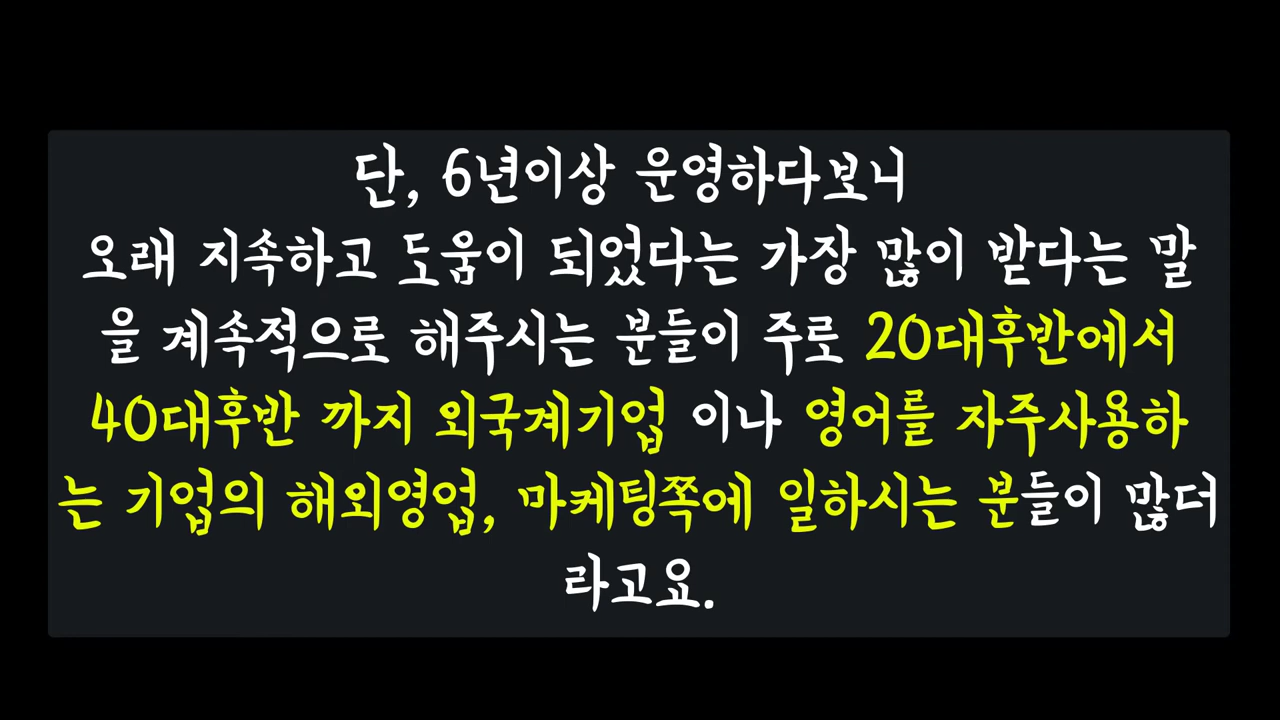 단, 6년이상 운영하다보니
오래 지속하고 도움이 되었다는 가장 많이 받다는 말
을 계속적으로 해주시는 분들이 주로 20대후반에서
40대후반 까지 외국계기업 이나 영어를 자주사용하
는 기업의 해외영업, 마케팅쪽에 일하시는 분들이 많더
라고요.